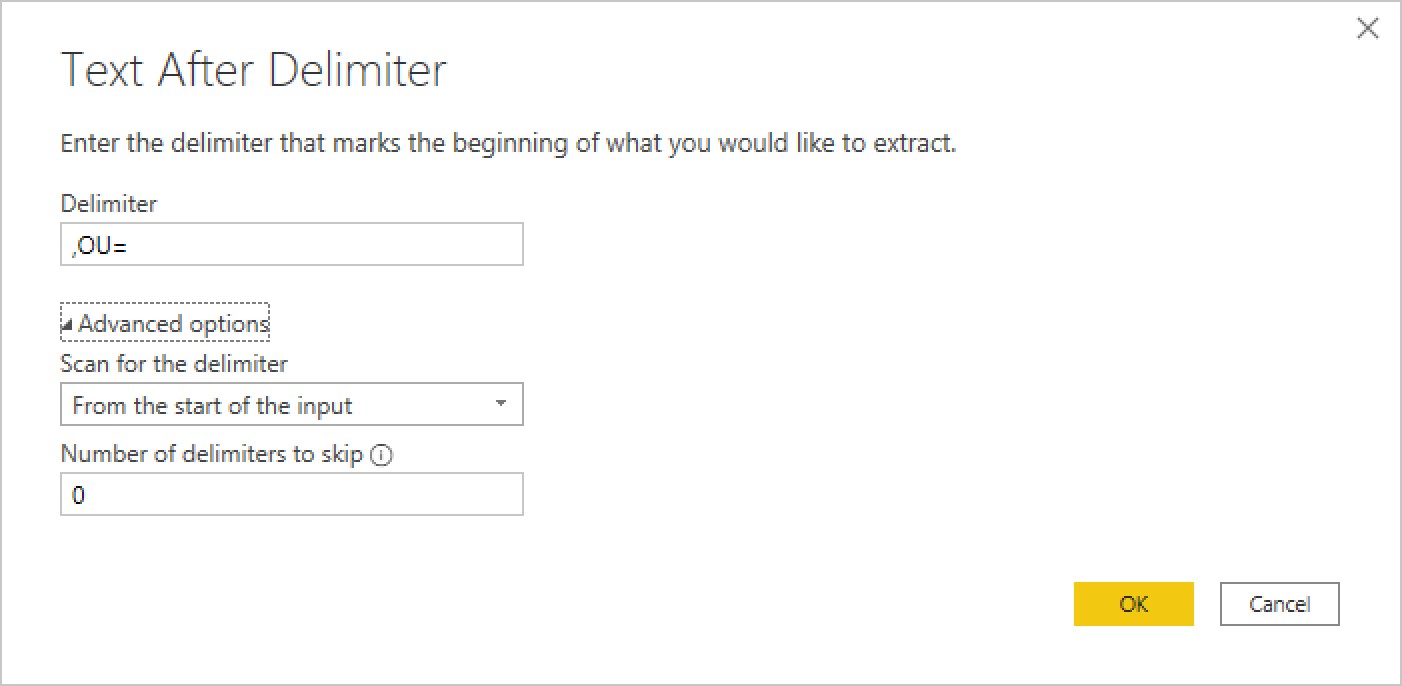 Text After Delimiter
Enter the delimiter that marks the beginning of what you would like to extract.
Delimiter
,OU=
Advanced options
Scan for the delimiter
From the start of the input
Number of delimiters to skip
0
OK Cancel